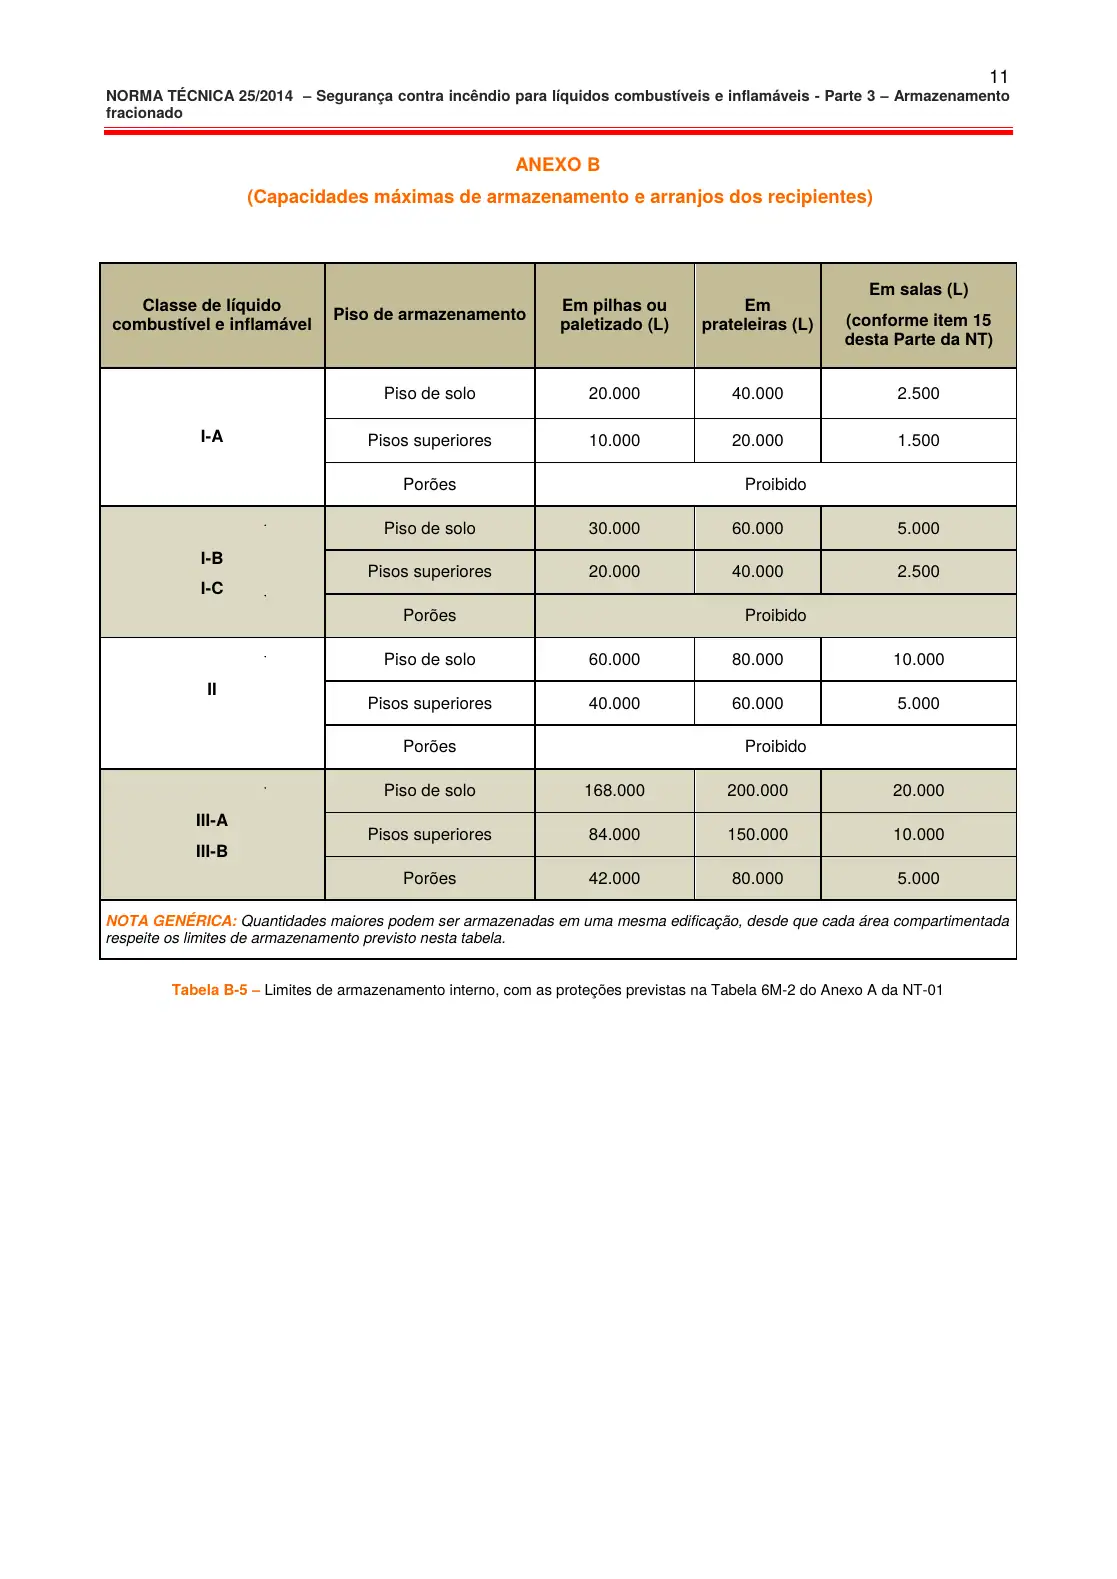 11
NORMA TÉCNICA 25/2014 – Segurança contra incêndio para líquidos combustíveis e inflamáveis - Parte 3 – Armazenamento
fracionado
ANEXO B
(Capacidades máximas de armazenamento e arranjos dos recipientes)
Classe de líquido
combustível e inflamável
Piso de armazenamento
Em pilhas ou
paletizado (L)
Em
prateleiras (L)
Em salas (L)
(conforme item 15
desta Parte da NT)
I-A
Piso de solo 20.000 40.000 2.500
Pisos superiores 10.000 20.000 1.500
Porões Proibido
I-B
I-C
Piso de solo 30.000 60.000 5.000
Pisos superiores 20.000 40.000 2.500
Porões Proibido
II
Piso de solo 60.000 80.000 10.000
Pisos superiores 40.000 60.000 5.000
Porões Proibido
III-A
III-B
Piso de solo 168.000 200.000 20.000
Pisos superiores 84.000 150.000 10.000
Porões 42.000 80.000 5.000
NOTA GENÉRICA: Quantidades maiores podem ser armazenadas em uma mesma edificação, desde que cada área compartimentada
respeite os limites de armazenamento previsto nesta tabela.
Tabela B-5 – Limites de armazenamento interno, com as proteções previstas na Tabela 6M-2 do Anexo A da NT-01